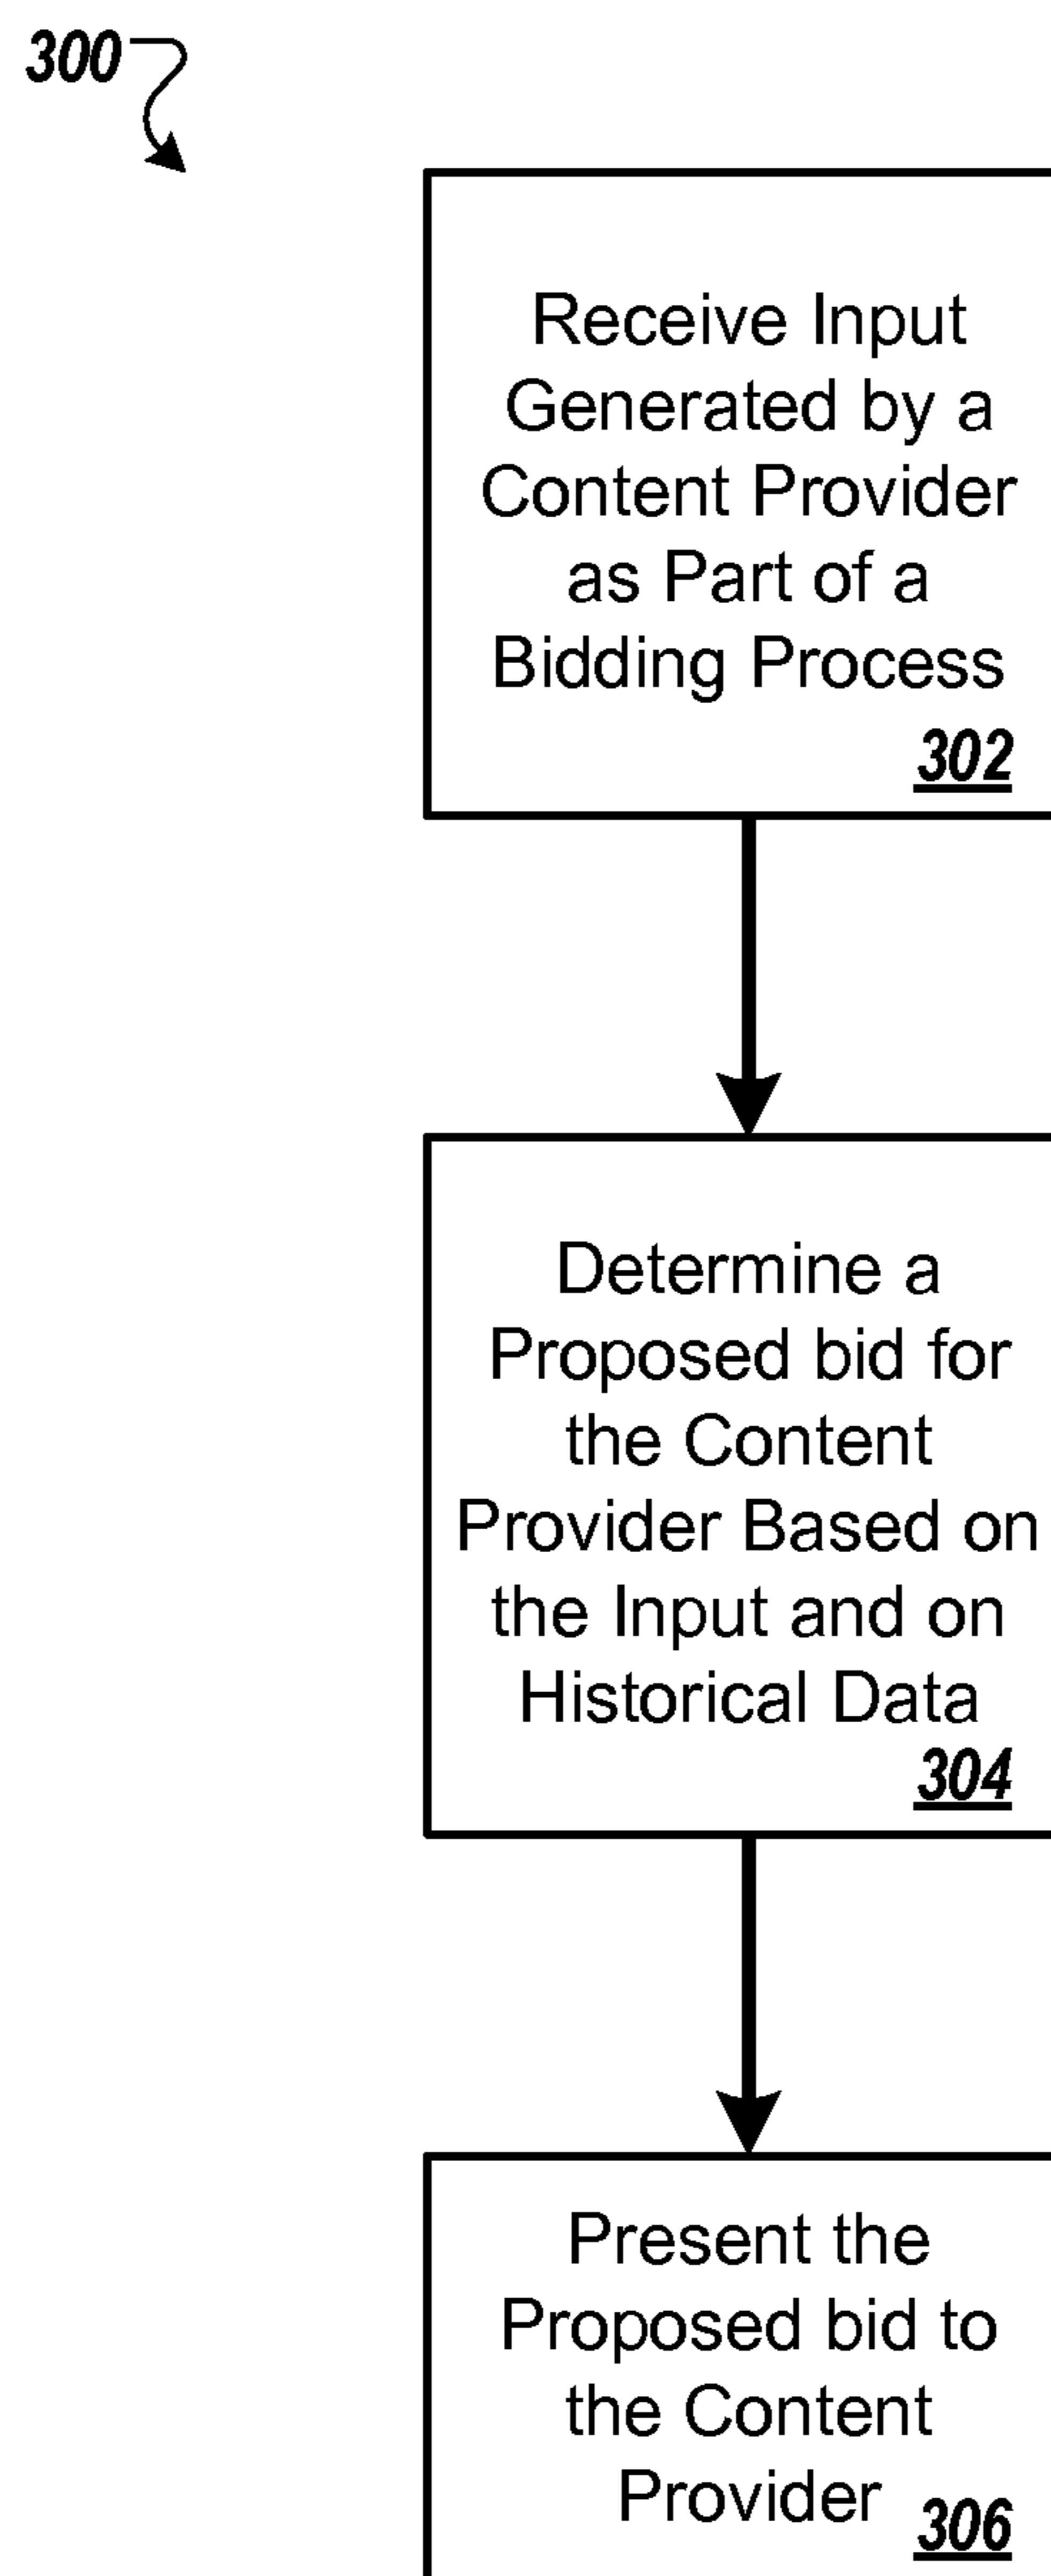 300
Receive Input
Generated by a
Content Provider
as Part of a
Bidding Process
302
Determine a
Proposed bid for
the Content
Provider Based on
the Input and on
Historical Data
304
Present the
Proposed bid to
the Content
Provider
306